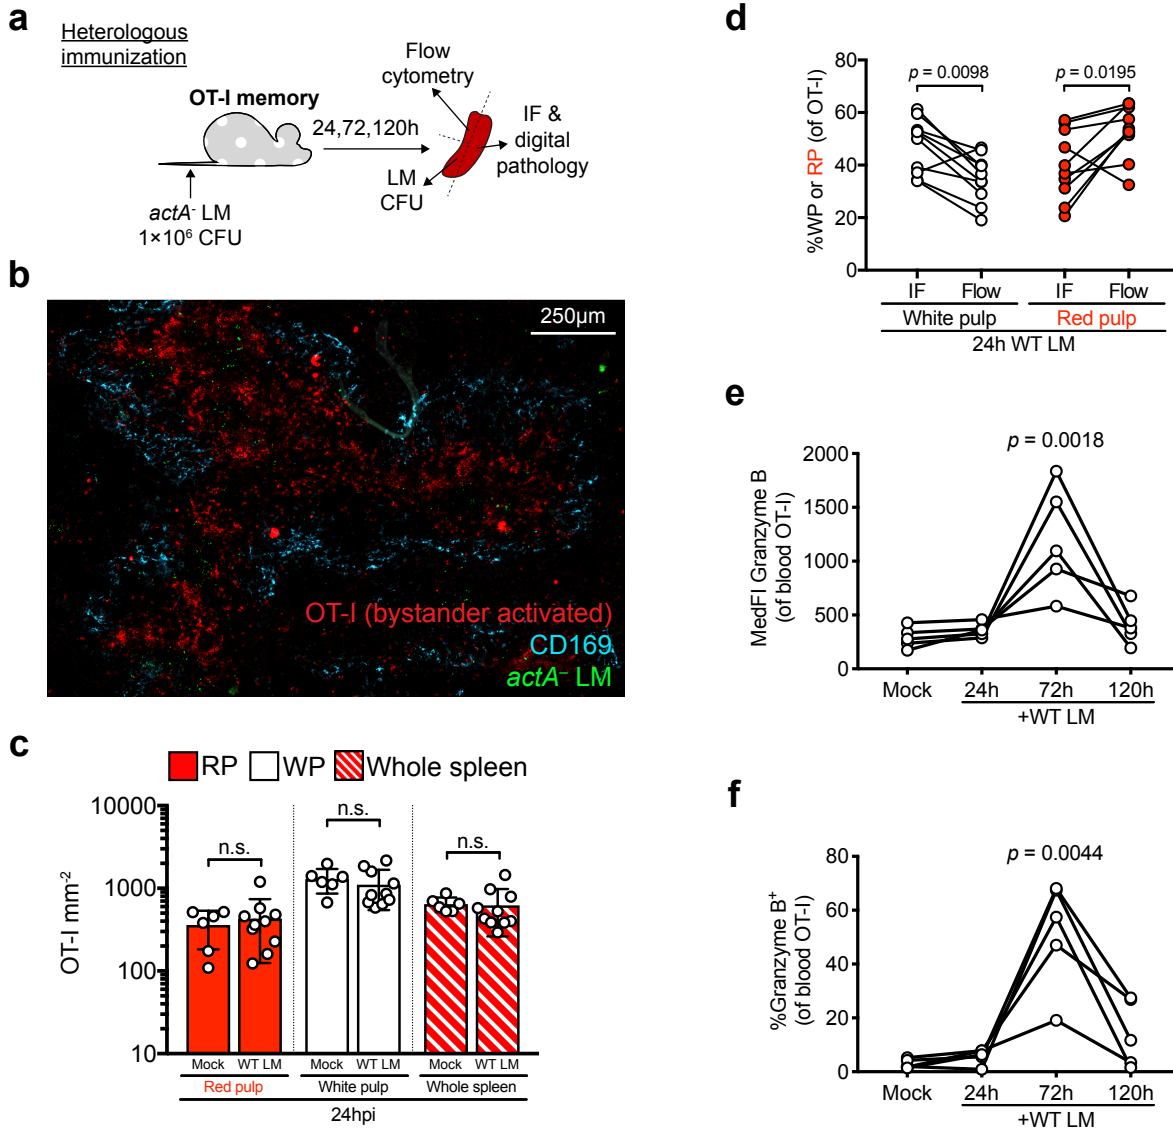 a
Heterologous
immunization
OT-I memory
24,72,120h
Flow
cytometry
IF &
digital
pathology
LM
CFU
actA- LM
1×10⁶ CFU
b
250μm
OT-I (bystander activated)
CD169
actA– LM
c
RP
WP
Whole spleen
OT-I mm⁻²
10000
1000
100
10
n.s.
n.s.
n.s.
Mock
WT LM
Mock
WT LM
Mock
WT LM
Red pulp
White pulp
Whole spleen
24hpi
d
%WP or RP (of OT-I)
80
60
40
20
0
p = 0.0098
p = 0.0195
IF
Flow
IF
Flow
White pulp
Red pulp
24h WT LM
e
MedFI Granzyme B
(of blood OT-I)
2000
1500
1000
500
0
p = 0.0018
Mock
24h
72h
120h
+WT LM
f
%Granzyme B⁺
(of blood OT-I)
80
60
40
20
0
p = 0.0044
Mock
24h
72h
120h
+WT LM